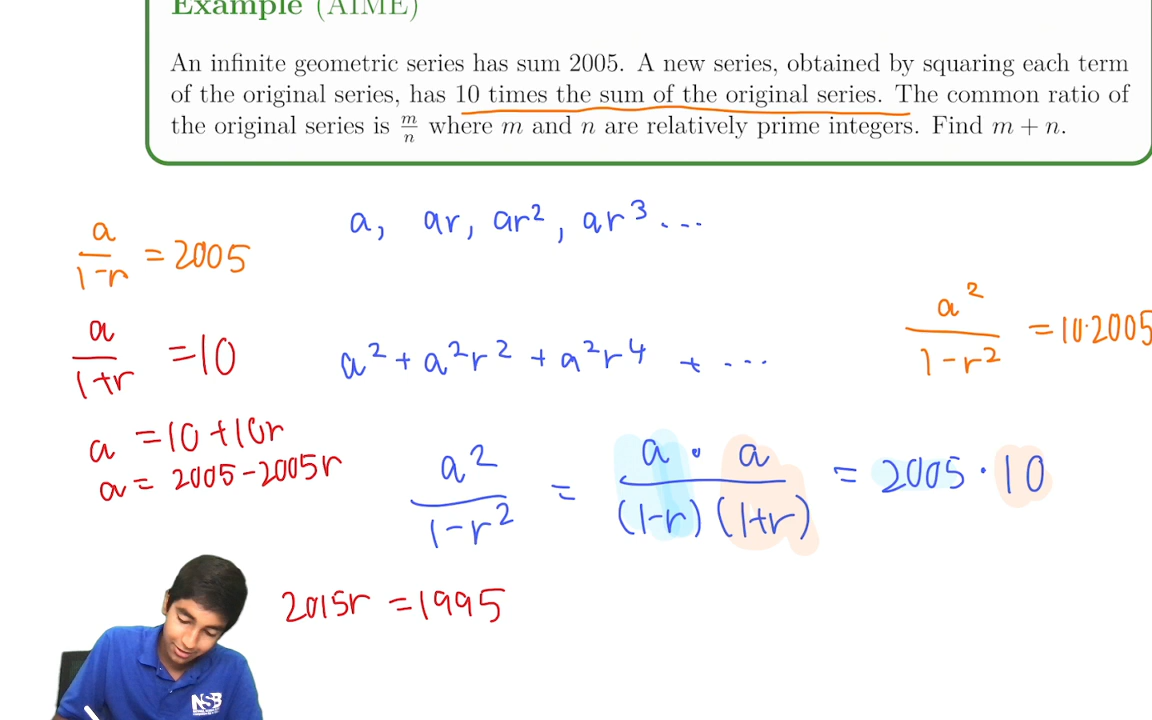 Example (AIME)
An infinite geometric series has sum 2005. A new series, obtained by squaring each term
of the original series, has 10 times the sum of the original series. The common ratio of
the original series is m/n where m and n are relatively prime integers. Find m + n.
a, ar, ar², ar³ ...
a/(1-r) = 2005
a²/(1-r²) = 10·2005
a/(1+r) = 10
a² + a²r² + a²r⁴ + ...
a = 10 + 10r
a = 2005 - 2005r
a²/(1-r²) = a · a/(1-r)(1+r) = 2005 · 10
2015r = 1995
NSB